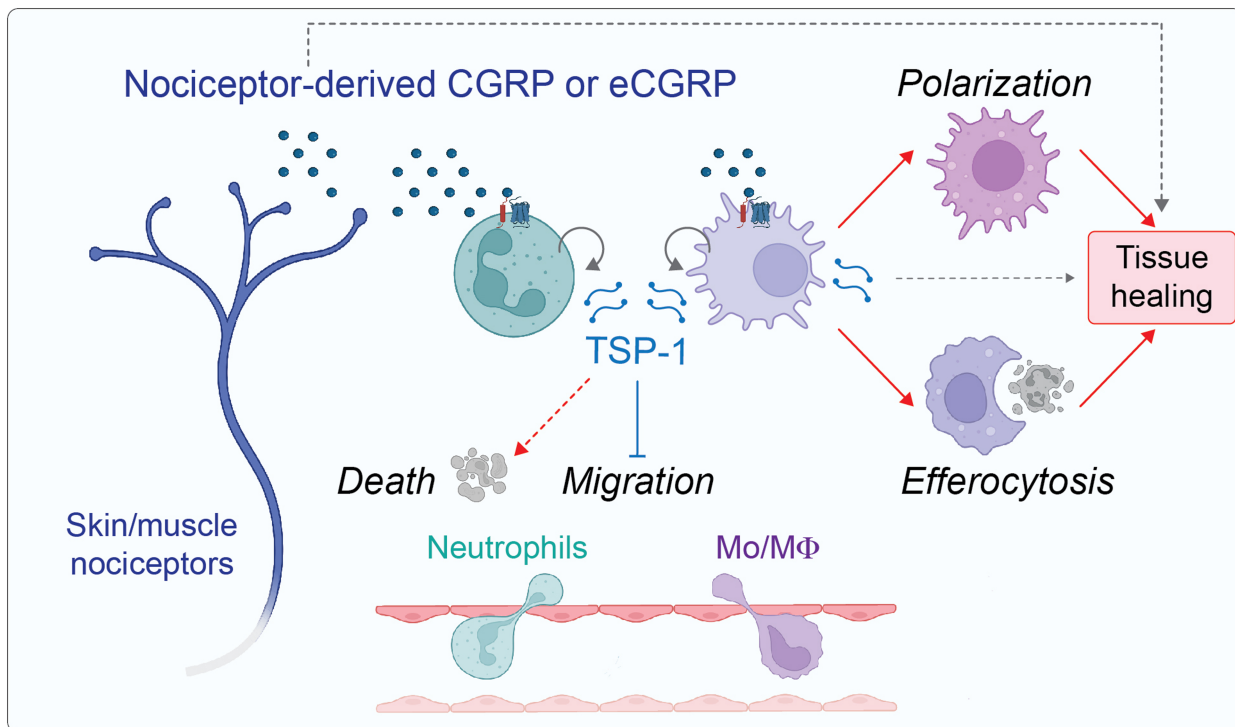 Nociceptor-derived CGRP or eCGRP
Polarization
Tissue
healing
TSP-1
Death
Migration
Efferocytosis
Skin/muscle
nociceptors
Neutrophils
Mo/MΦ